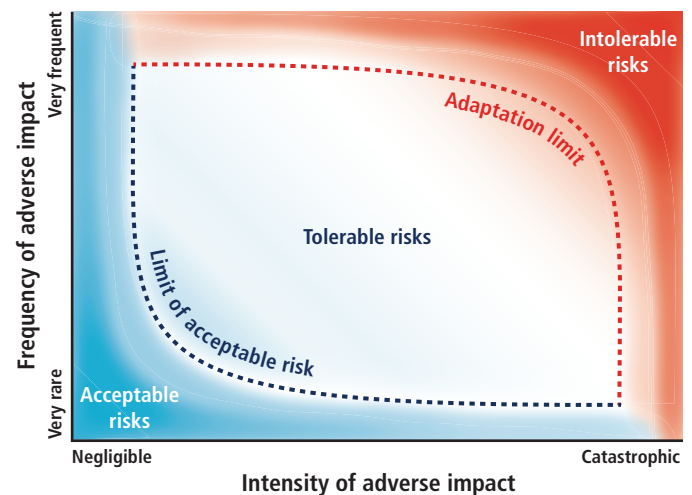 Very frequent
Intolerable
risks
Adaptation limit
Frequency of adverse impact
Tolerable risks
Limit of acceptable risk
Very rare
Acceptable
risks
Negligible
Catastrophic
Intensity of adverse impact